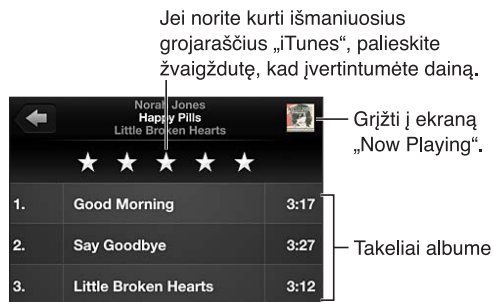 Jei norite kurti išmaniuosius
grojaraščius „iTunes“, palieskite
žvaigždutę, kad įvertintumėte dainą.
Norah Jones
Happy Pills
Little Broken Hearts
Grįžti į ekraną
„Now Playing“.
1. Good Morning 3:17
2. Say Goodbye 3:27
3. Little Broken Hearts 3:12
Takeliai albume